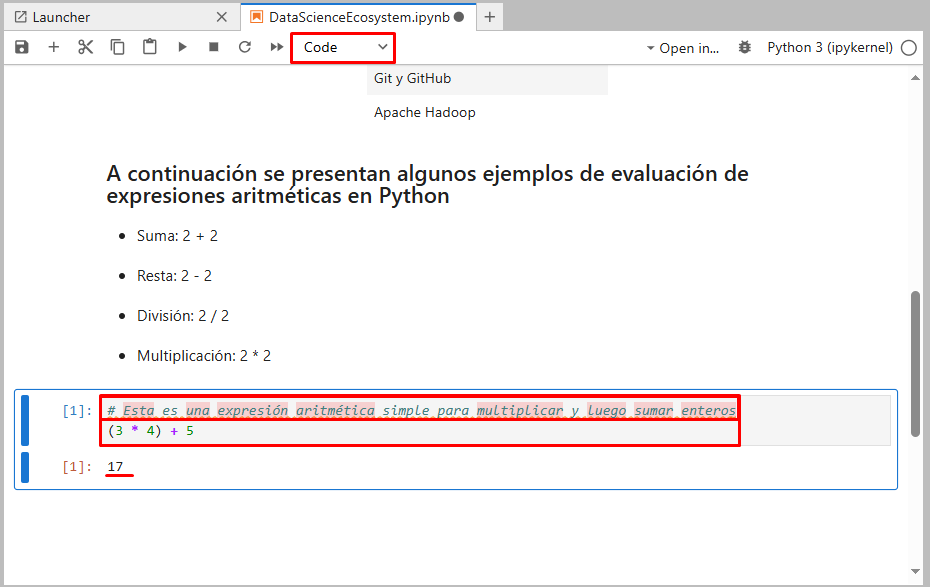 Launcher
DataScienceEcosystem.ipynb
Code
Open in...
Python 3 (ipykernel)
Git y GitHub
Apache Hadoop
A continuación se presentan algunos ejemplos de evaluación de
expresiones aritméticas en Python
Suma: 2 + 2
Resta: 2 - 2
División: 2 / 2
Multiplicación: 2 * 2
[1]: # Esta es una expresión aritmética simple para multiplicar y luego sumar enteros
(3 * 4) + 5
[1]: 17